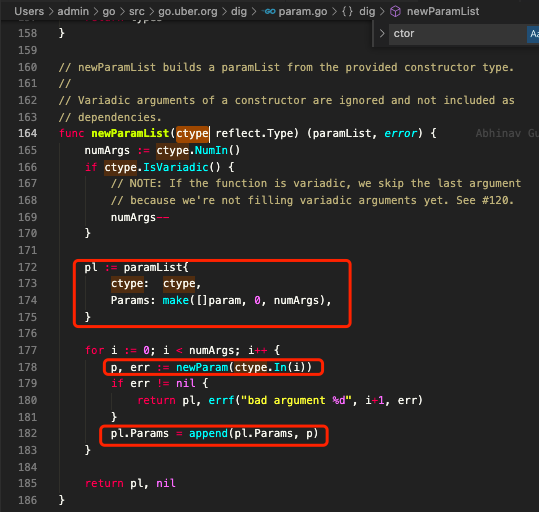 Users > admin > go > src > go.uber.org > dig > param.go > {} dig > newParamList
> ctor Aa
158 }
159
160 // newParamList builds a paramList from the provided constructor type.
161 //
162 // Variadic arguments of a constructor are ignored and not included as
163 // dependencies.
164 func newParamList(ctype reflect.Type) (paramList, error) { Abhinav Gu
165 numArgs := ctype.NumIn()
166 if ctype.IsVariadic() {
167 // NOTE: If the function is variadic, we skip the last argument
168 // because we're not filling variadic arguments yet. See #120.
169 numArgs--
170 }
171
172 pl := paramList{
173 ctype: ctype,
174 Params: make([]param, 0, numArgs),
175 }
176
177 for i := 0; i < numArgs; i++ {
178 p, err := newParam(ctype.In(i))
179 if err != nil {
180 return pl, errf("bad argument %d", i+1, err)
181 }
182 pl.Params = append(pl.Params, p)
183 }
184
185 return pl, nil
186 }